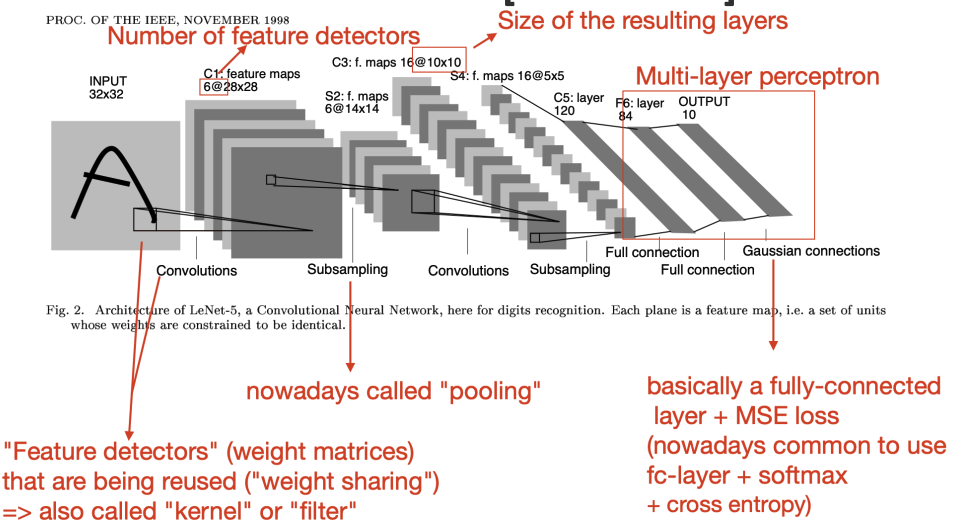 PROC. OF THE IEEE, NOVEMBER 1998
Number of feature detectors
Size of the resulting layers
INPUT
32x32
C1: feature maps
6@28x28
S2: f. maps
6@14x14
C3: f. maps 16@10x10
S4: f. maps 16@5x5
Multi-layer perceptron
C5: layer
120
F6: layer
84
OUTPUT
10
Convolutions
Subsampling
Convolutions
Subsampling
Full connection
Full connection
Gaussian connections
Fig. 2. Architecture of LeNet-5, a Convolutional Neural Network, here for digits recognition. Each plane is a feature map, i.e. a set of units
whose weights are constrained to be identical.
nowadays called "pooling"
"Feature detectors" (weight matrices)
that are being reused ("weight sharing")
=> also called "kernel" or "filter"
basically a fully-connected
layer + MSE loss
(nowadays common to use
fc-layer + softmax
+ cross entropy)